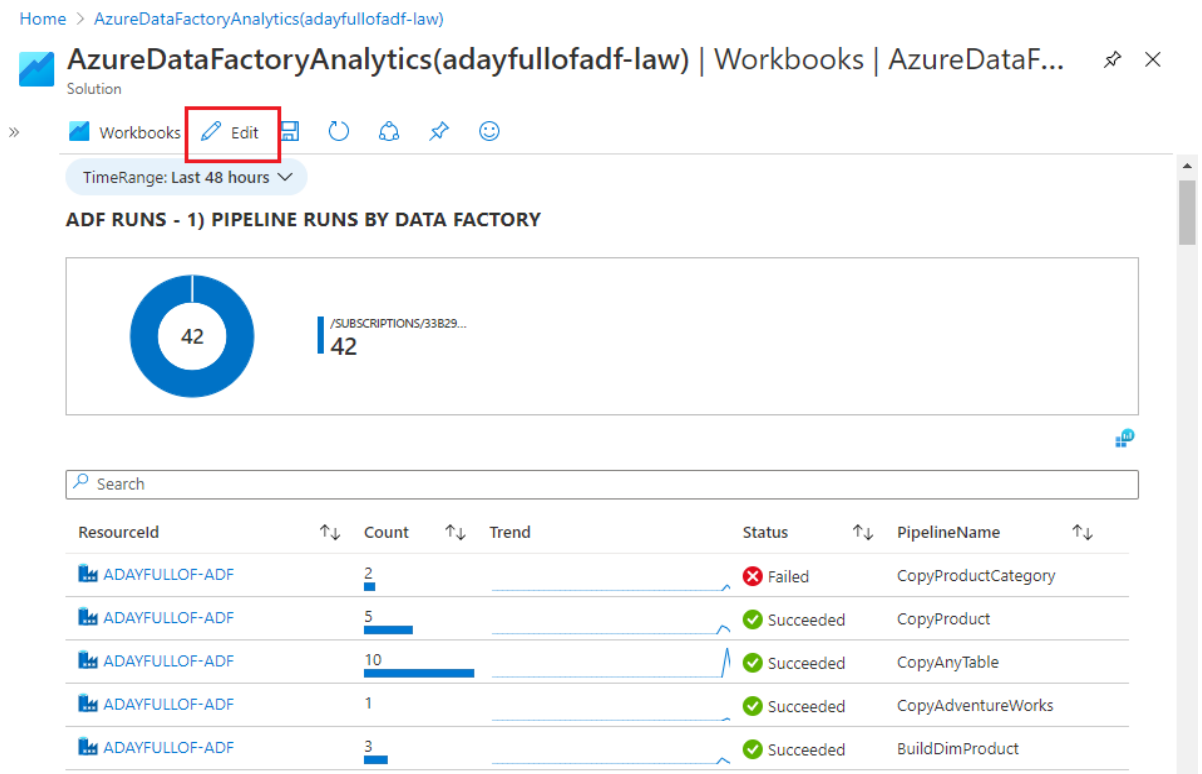 Home > AzureDataFactoryAnalytics(adayfullofadf-law)
AzureDataFactoryAnalytics(adayfullofadf-law) | Workbooks | AzureDataF...
Solution
» Workbooks Edit
TimeRange: Last 48 hours
ADF RUNS - 1) PIPELINE RUNS BY DATA FACTORY
42
/SUBSCRIPTIONS/33B29...
42
Search
ResourceId ↑↓ Count ↑↓ Trend Status ↑↓ PipelineName ↑↓
ADAYFULLOF-ADF 2 Failed CopyProductCategory
ADAYFULLOF-ADF 5 Succeeded CopyProduct
ADAYFULLOF-ADF 10 Succeeded CopyAnyTable
ADAYFULLOF-ADF 1 Succeeded CopyAdventureWorks
ADAYFULLOF-ADF 3 Succeeded BuildDimProduct